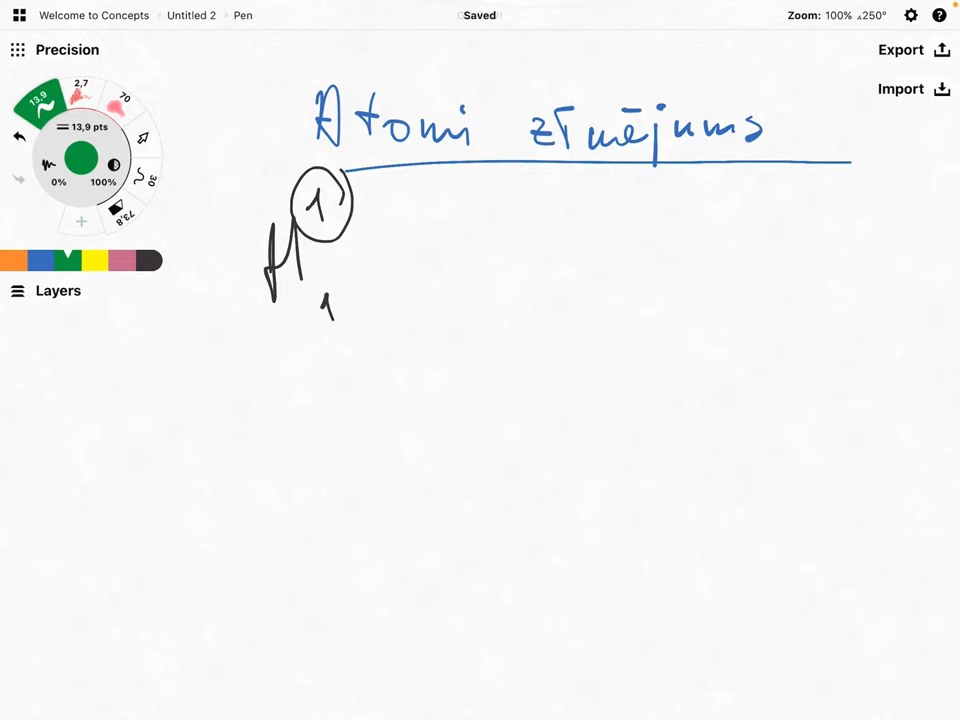 Welcome to Concepts Untitled 2 Pen Saved Zoom: 100% ⊿250°
Precision
Export
Import
13,9
2,7
70
13,9 pts
0% 100%
30
73,8
Layers
Atomi zīmējums
1
H
1